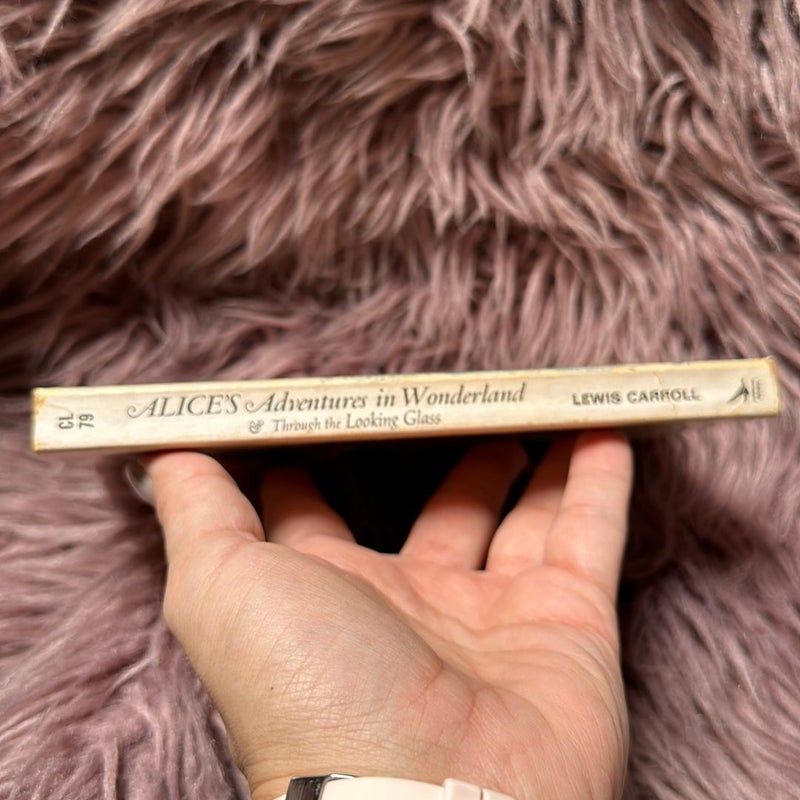 CL
79
ALICE'S Adventures in Wonderland
& Through the Looking Glass
LEWIS CARROLL